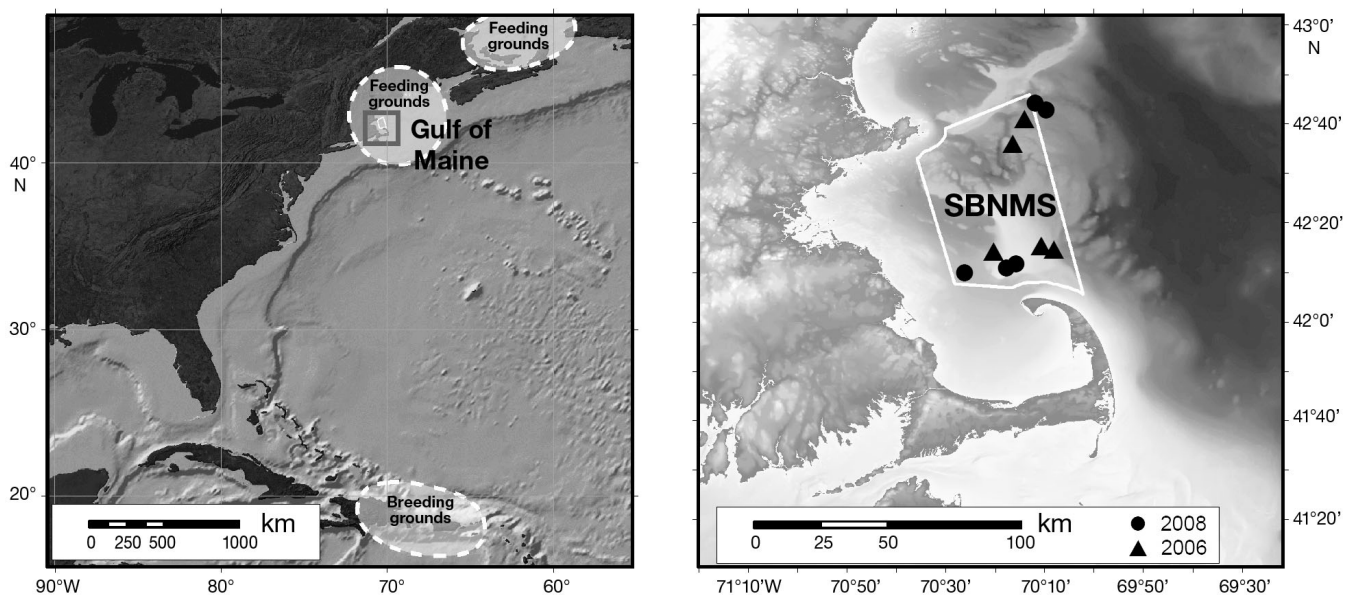 Feeding
grounds
Feeding
grounds
Gulf of
Maine
40°
N
30°
20°
Breeding
grounds
km
0 250 500 1000
90°W 80° 70° 60°
43°0'
N
42°40'
SBNMS
42°20'
42°0'
41°40'
41°20'
km
0 25 50 100
2008
2006
71°10'W 70°50' 70°30' 70°10' 69°50' 69°30'